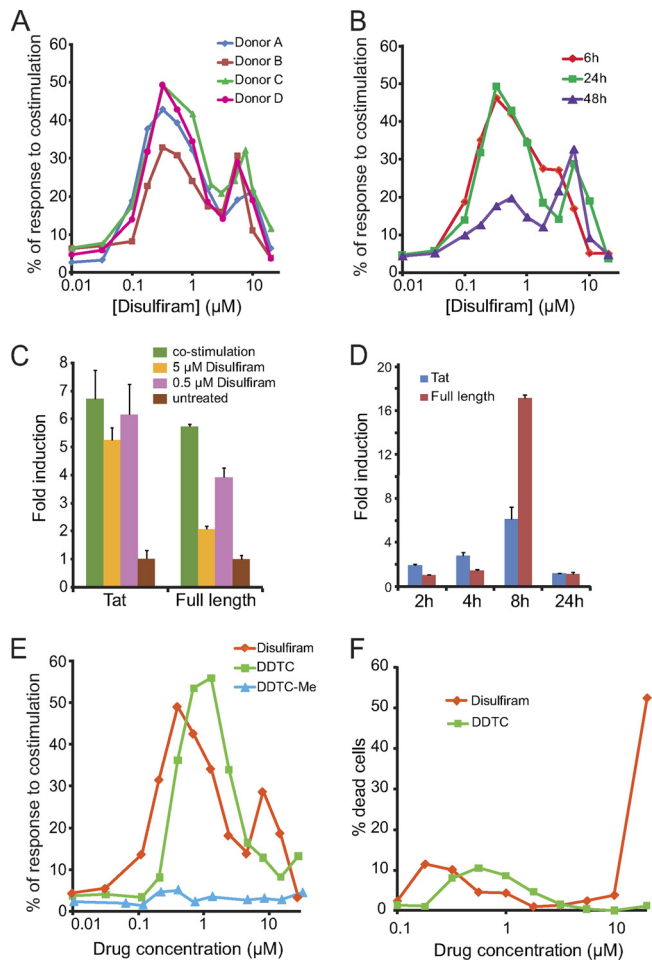 A
% of response to costimulation
60
50
40
30
20
10
0
0.01
0.1
1
10
[Disulfiram] (µM)
Donor A
Donor B
Donor C
Donor D
B
% of response to costimulation
60
50
40
30
20
10
0
0.01
0.1
1
10
[Disulfiram] (µM)
6h
24h
48h
C
Fold induction
8
7
6
5
4
3
2
1
0
co-stimulation
5 µM Disulfiram
0.5 µM Disulfiram
untreated
Tat
Full length
D
Fold induction
20
16
12
8
4
0
Tat
Full length
2h
4h
8h
24h
E
% of response to costimulation
60
50
40
30
20
10
0
Disulfiram
DDTC
DDTC-Me
0.01
0.1
1
10
Drug concentration (µM)
F
% dead cells
60
50
40
30
20
10
0
Disulfiram
DDTC
0.1
1
10
Drug concentration (µM)